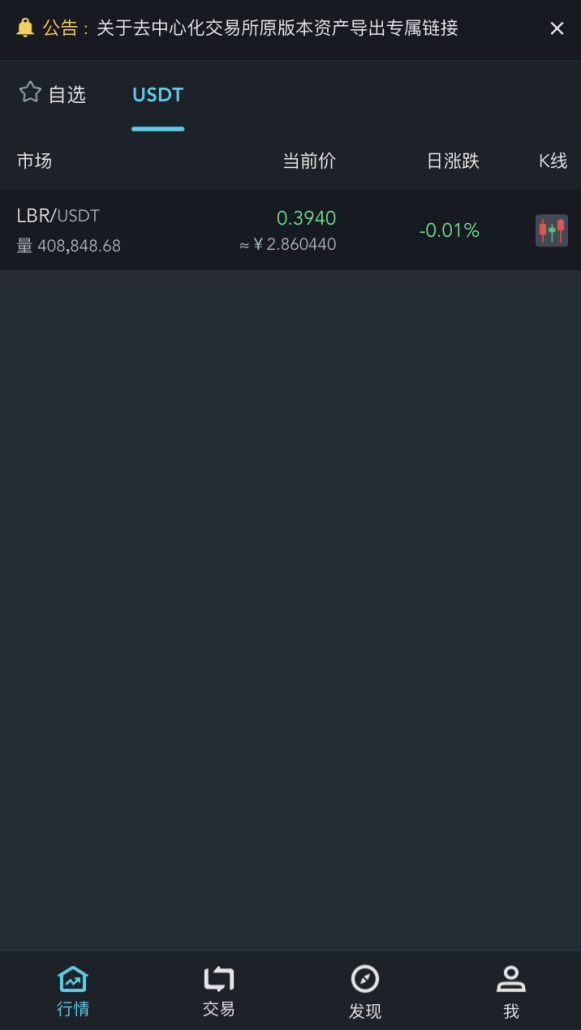 公告：关于去中心化交易所原版本资产导出专属链接
自选 USDT
市场 当前价 日涨跌 K线
LBR/USDT 0.3940 -0.01%
量 408,848.68 ≈¥2.860440
行情 交易 发现 我